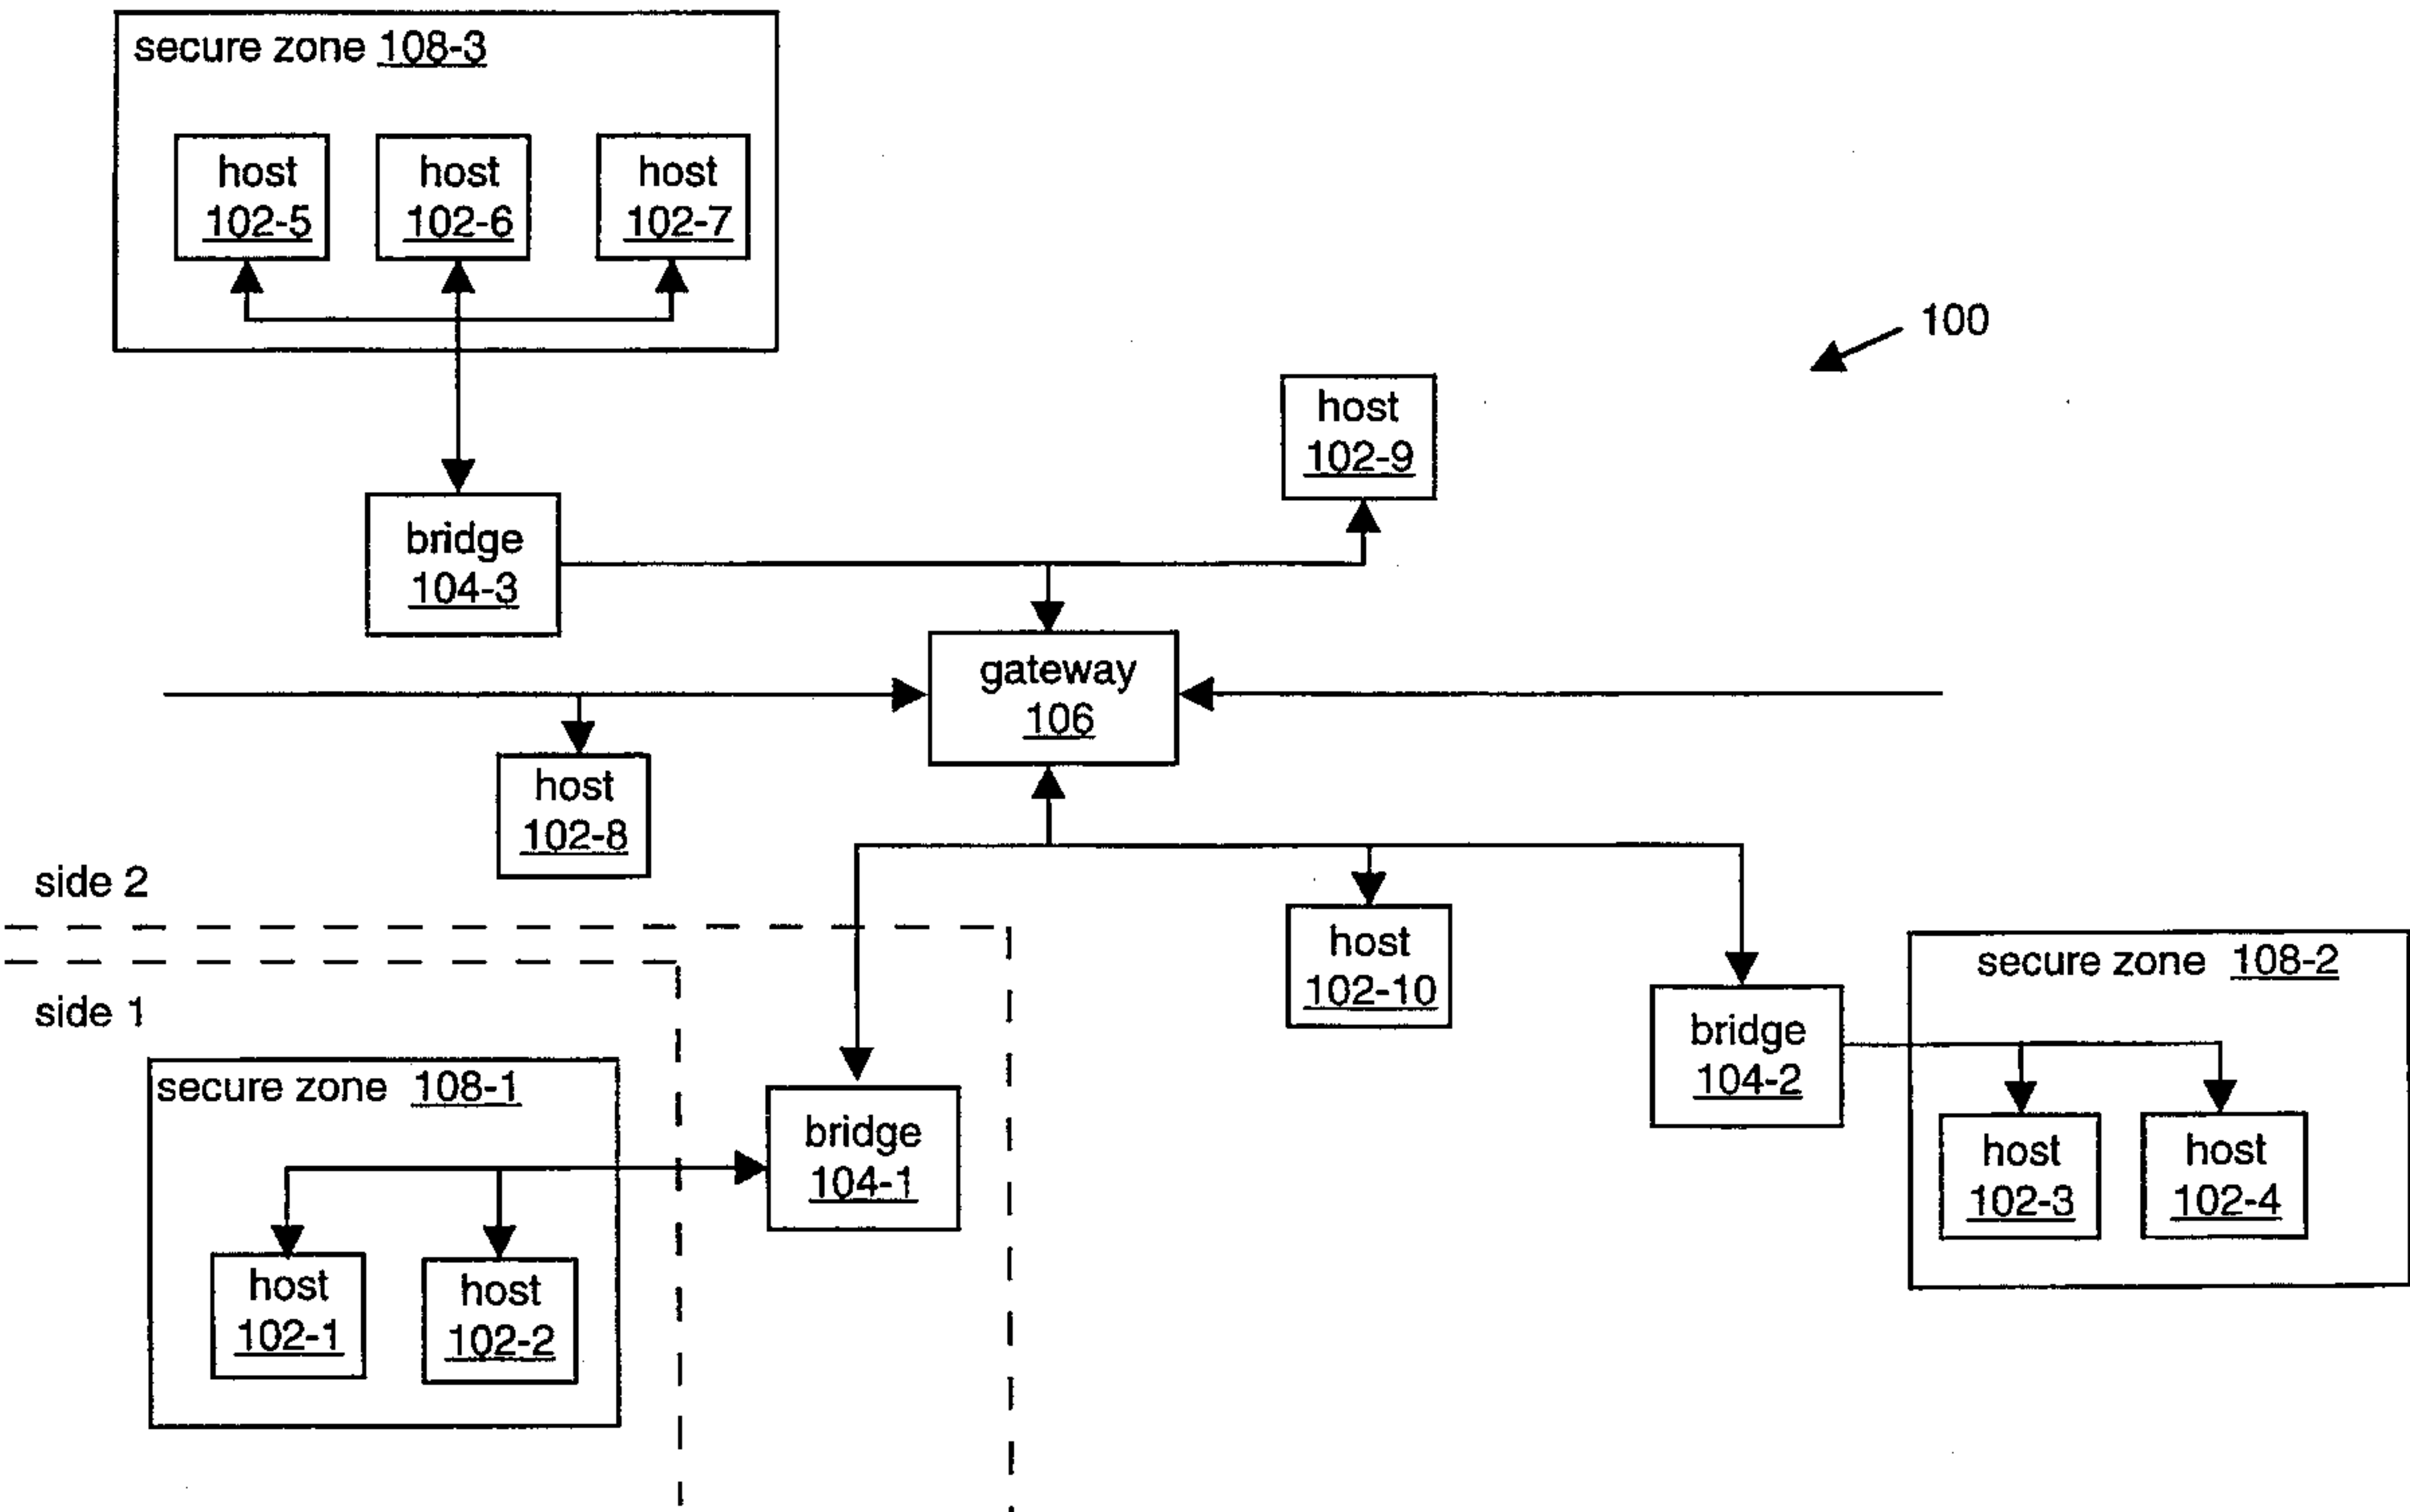 secure zone 108-3
host
102-5
host
102-6
host
102-7
100
host
102-9
bridge
104-3
gateway
106
host
102-8
side 2
host
102-10
secure zone 108-2
side 1
bridge
104-2
secure zone 108-1
bridge
104-1
host
102-3
host
102-4
host
102-1
host
102-2